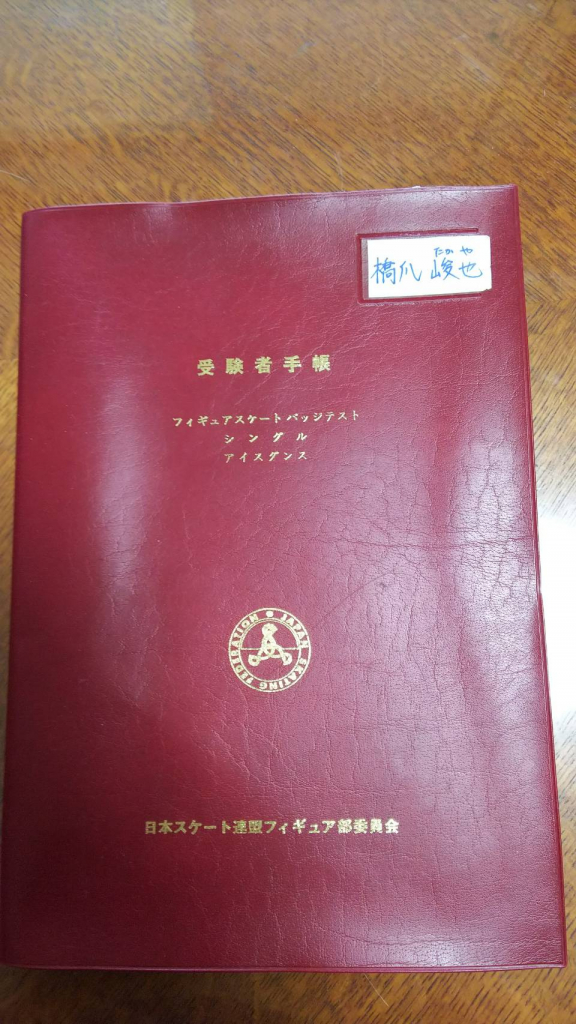 たか や
橋爪 峻也
受験者手帳
フィギュアスケートバッジテスト
シングル
アイスダンス
JAPAN SKATING FEDERATION
日本スケート連盟フィギュア部委員会